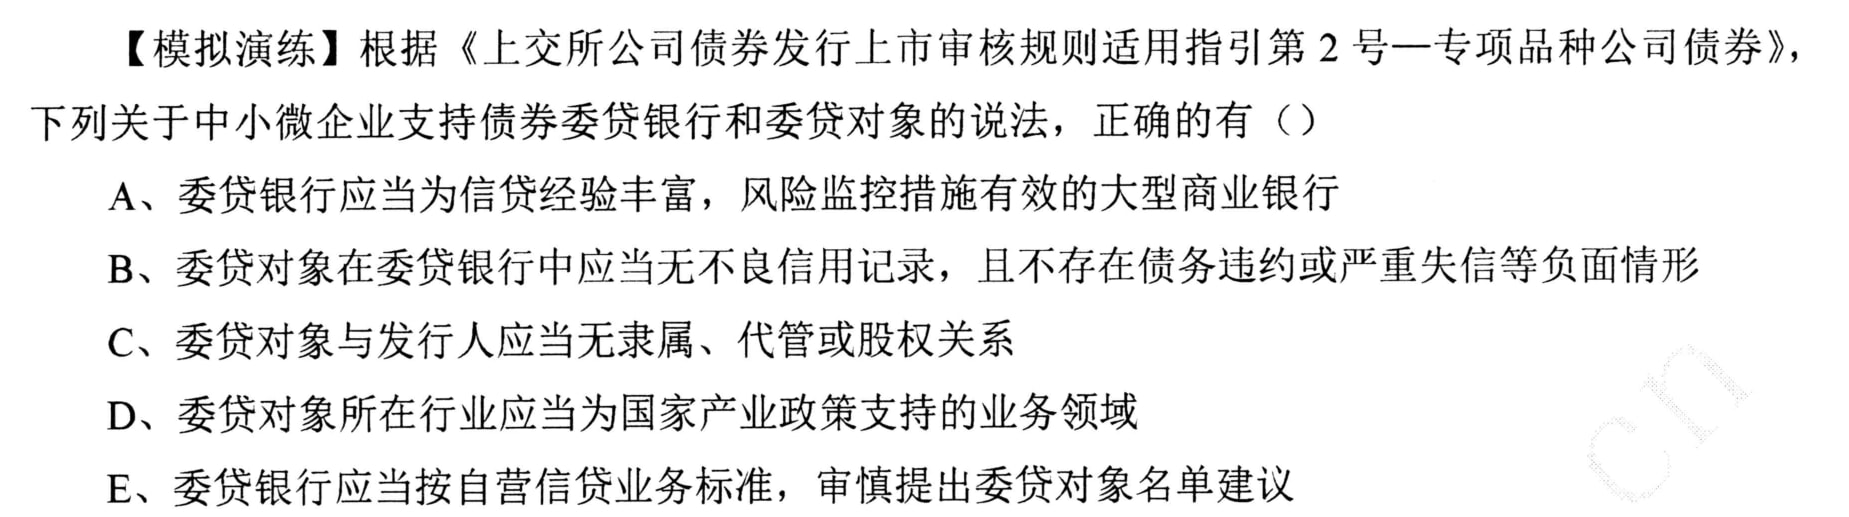 【模拟演练】根据《上交所公司债券发行上市审核规则适用指引第 2 号—专项品种公司债券》，
下列关于中小微企业支持债券委贷银行和委贷对象的说法，正确的有（）
A、委贷银行应当为信贷经验丰富，风险监控措施有效的大型商业银行
B、委贷对象在委贷银行中应当无不良信用记录，且不存在债务违约或严重失信等负面情形
C、委贷对象与发行人应当无隶属、代管或股权关系
D、委贷对象所在行业应当为国家产业政策支持的业务领域
E、委贷银行应当按自营信贷业务标准，审慎提出委贷对象名单建议
cn